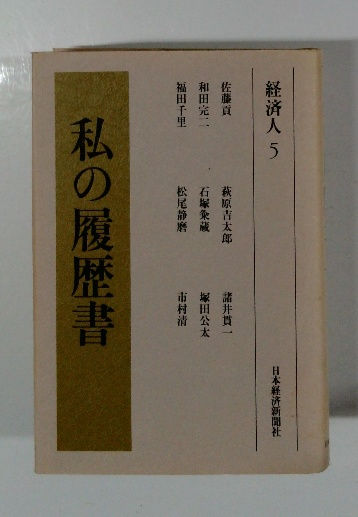 経済人 5
佐藤貢 萩原吉太郎 諸井貫一
和田完二 石塚粂蔵 塚田公太
福田千里 松尾静磨 市村清
私の履歴書
日本経済新聞社